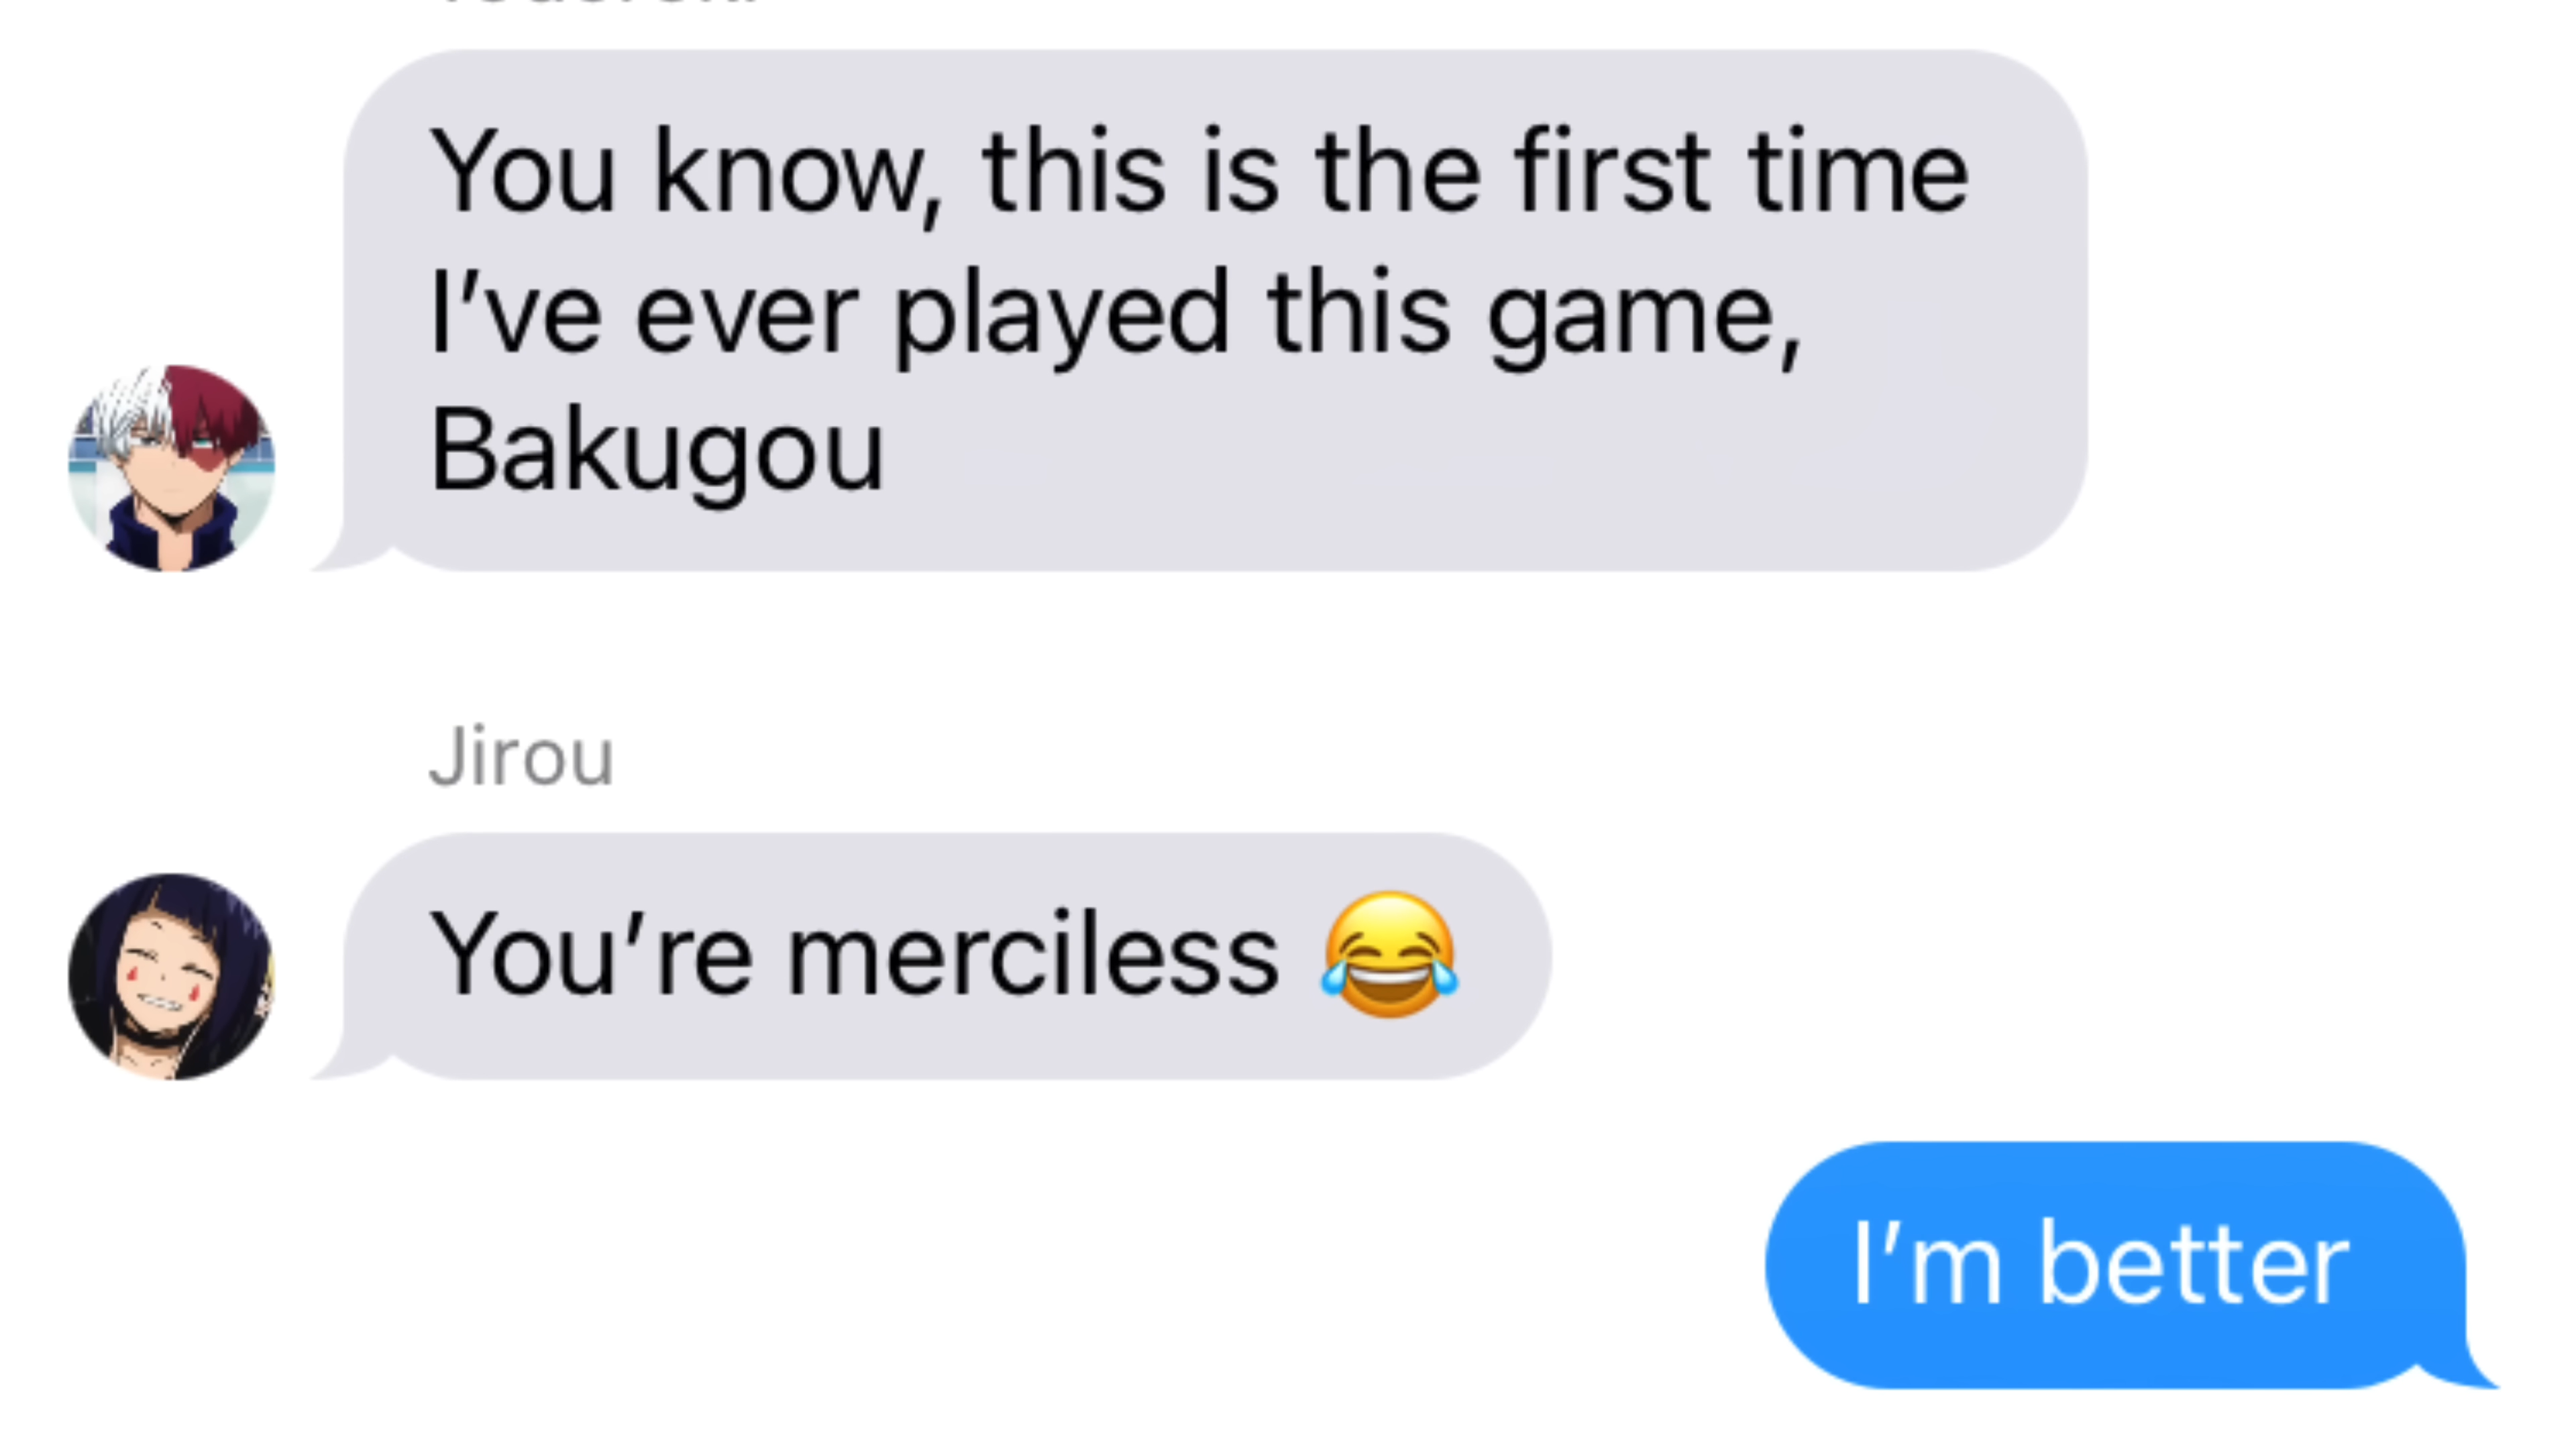 You know, this is the first time
I've ever played this game,
Bakugou
Jirou
You're merciless 😂
I'm better